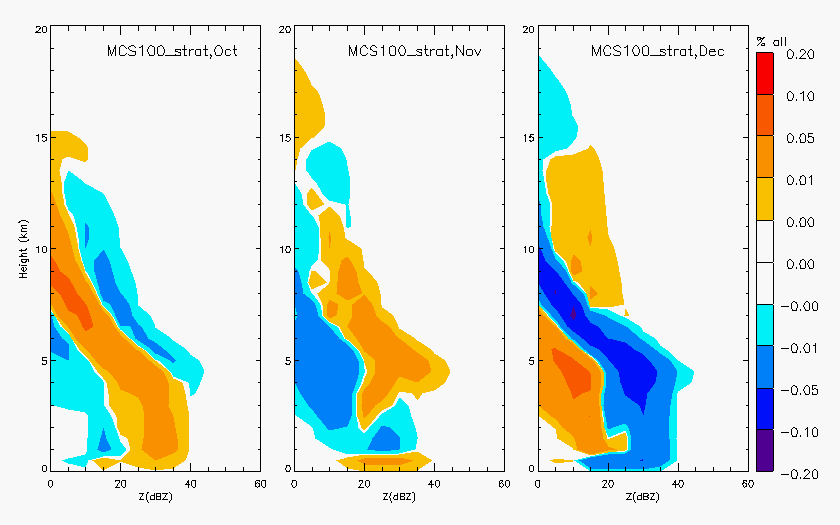 MCS100_strat,Oct
MCS100_strat,Nov
MCS100_strat,Dec
% all
20
15
10
5
0
Height (km)
0 20 40 60
Z(dBZ)
20
15
10
5
0
0 20 40 60
Z(dBZ)
20
15
10
5
0
0 20 40 60
Z(dBZ)
0.20
0.10
0.05
0.01
0.00
0.00
-0.00
-0.01
-0.05
-0.10
-0.20